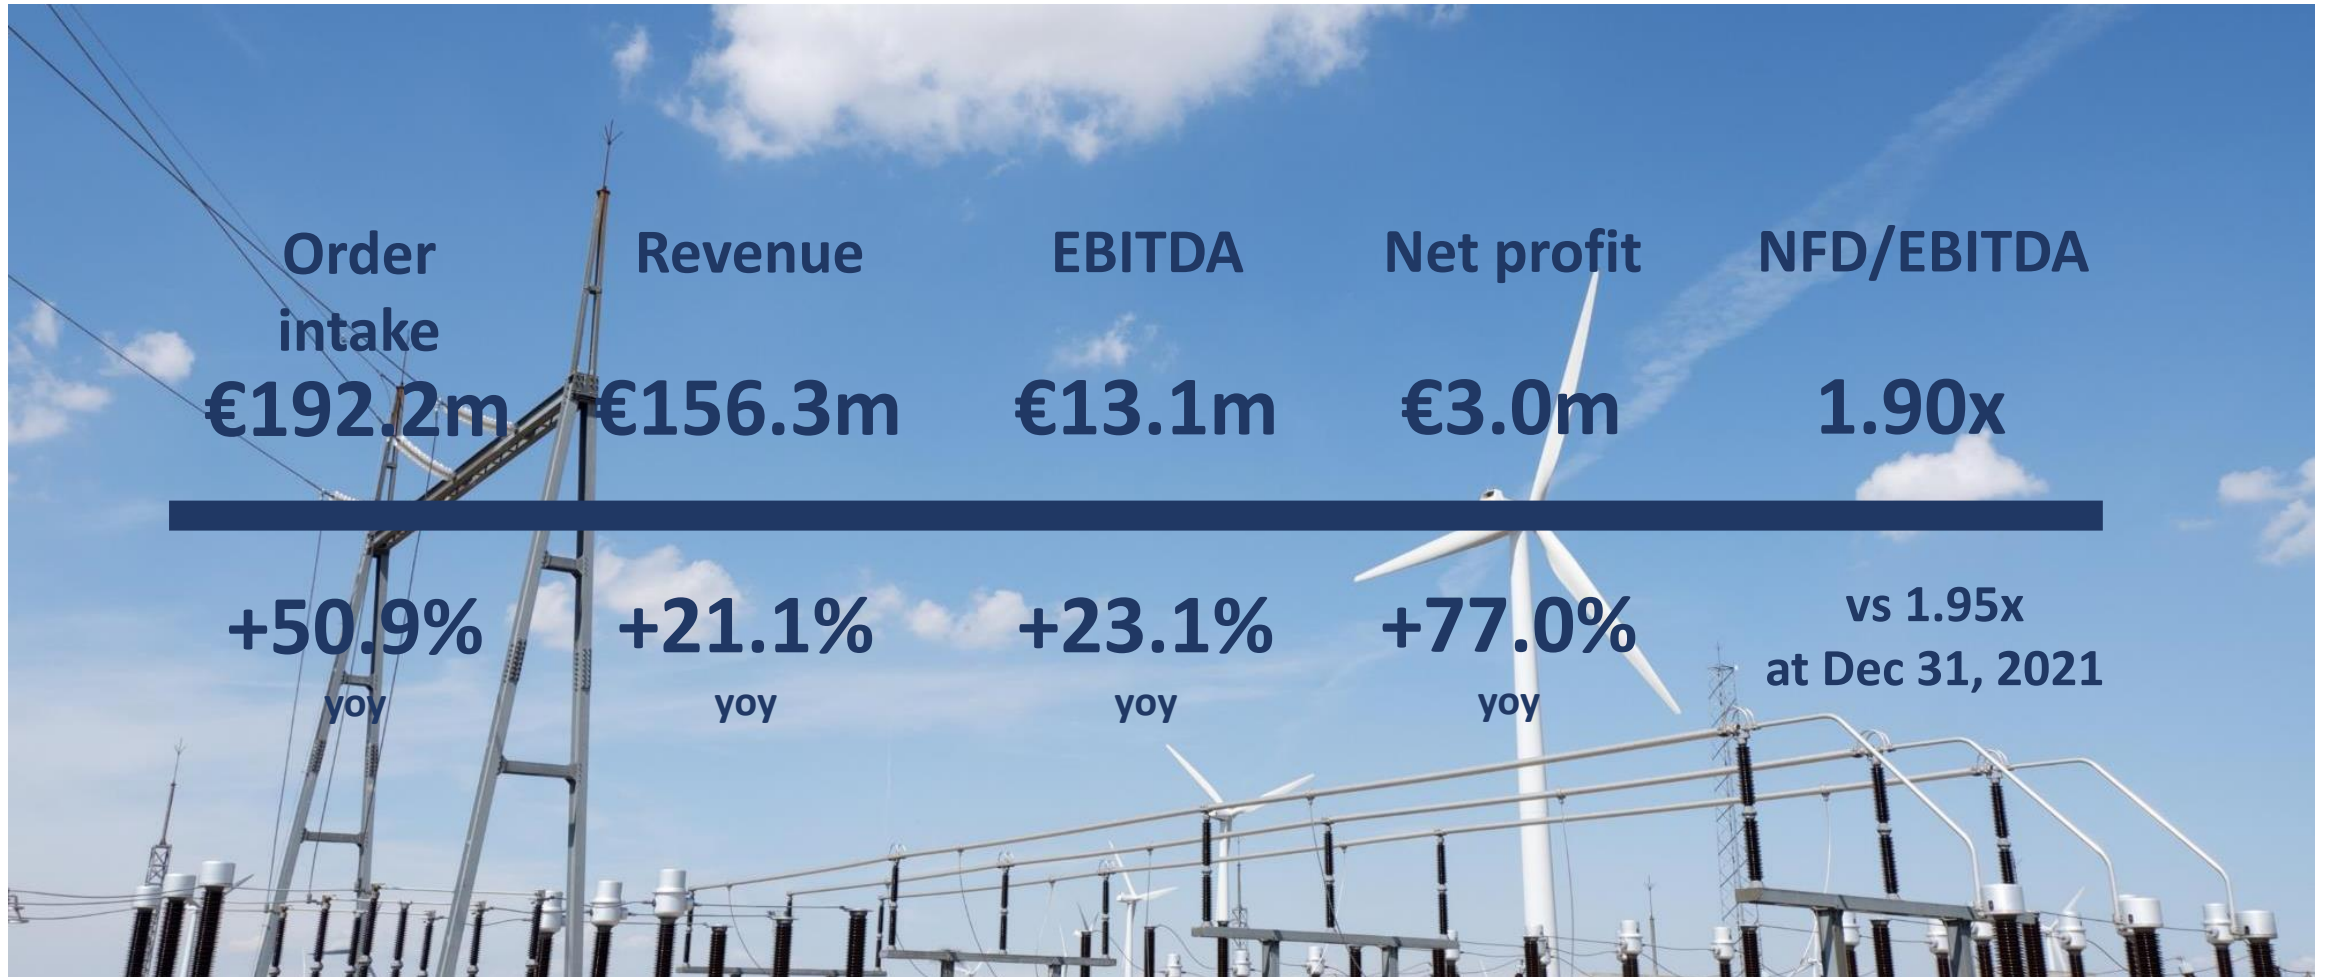 Order
intake
€192.2m
Revenue
€156.3m
EBITDA
€13.1m
Net profit
€3.0m
NFD/EBITDA
1.90x
+50.9%
yoy
+21.1%
yoy
+23.1%
yoy
+77.0%
yoy
vs 1.95x
at Dec 31, 2021